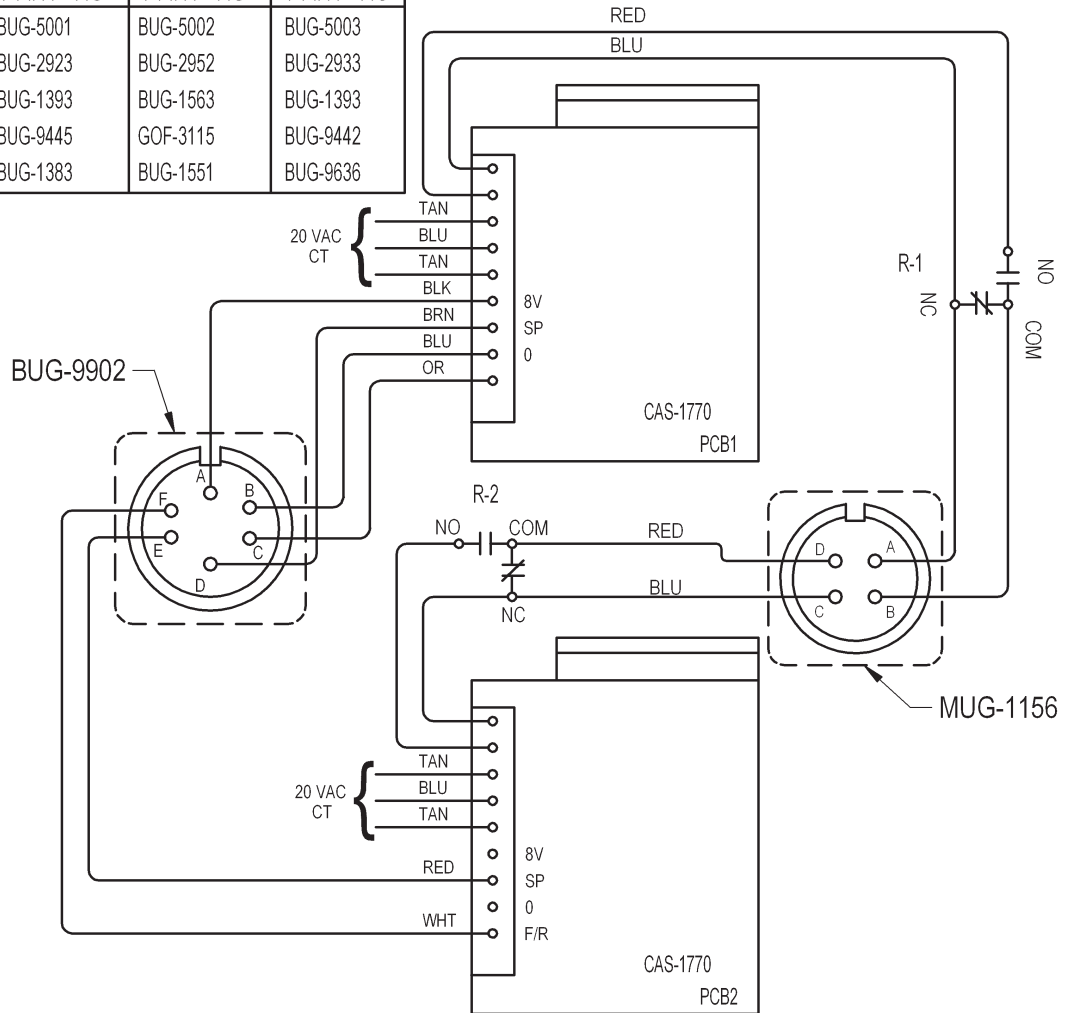 BUG-5001 BUG-5002 BUG-5003
BUG-2923 BUG-2952 BUG-2933
BUG-1393 BUG-1563 BUG-1393
BUG-9445 GOF-3115 BUG-9442
BUG-1383 BUG-1551 BUG-9636
RED
BLU
TAN
20 VAC
CT
BLU
TAN
BLK
8V
BRN
SP
BLU
0
OR
CAS-1770
PCB1
R-1
NO
NC
COM
BUG-9902
A
B
C
D
E
F
R-2
NO
COM
NC
RED
BLU
D
A
C
B
MUG-1156
TAN
20 VAC
CT
BLU
TAN
8V
RED
SP
0
WHT
F/R
CAS-1770
PCB2